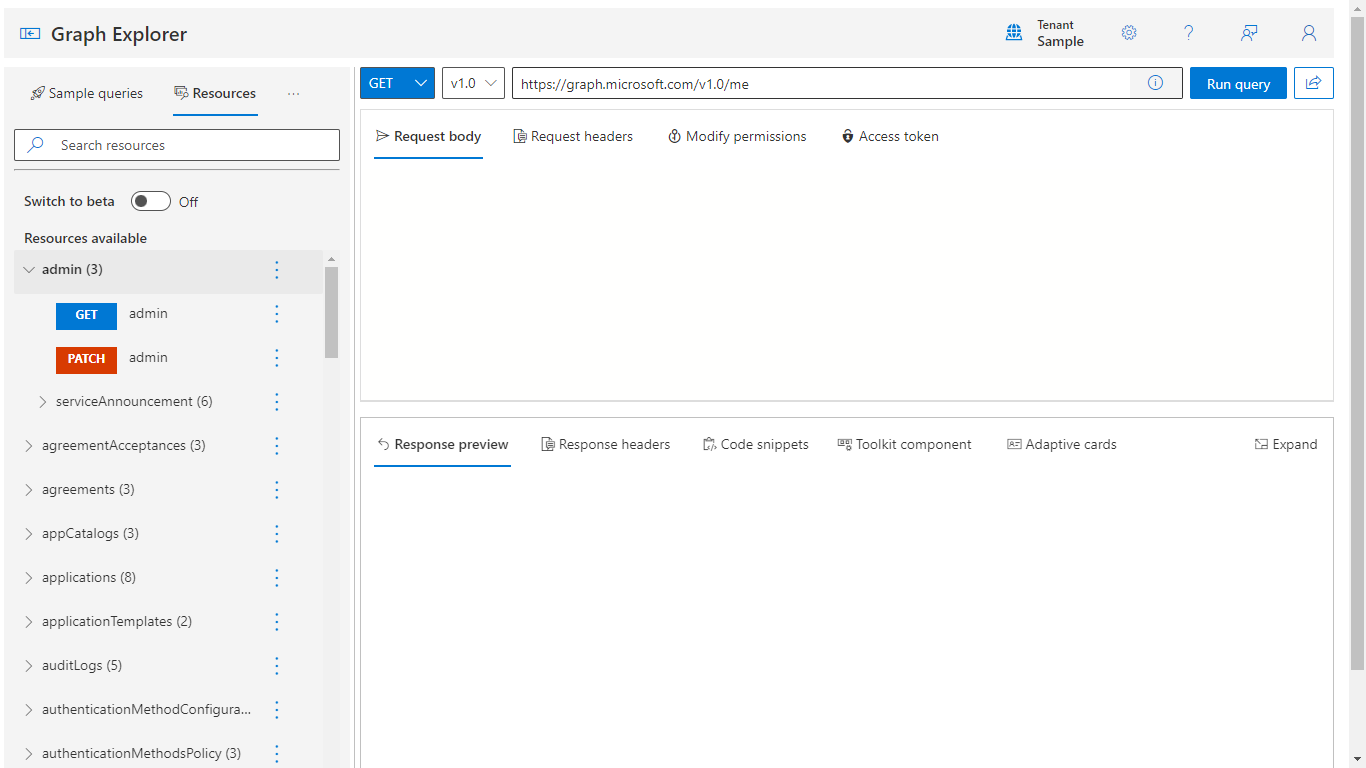 Graph Explorer
Tenant
Sample
Sample queries
Resources
Search resources
Switch to beta
Off
Resources available
admin (3)
GET admin
PATCH admin
serviceAnnouncement (6)
agreementAcceptances (3)
agreements (3)
appCatalogs (3)
applications (8)
applicationTemplates (2)
auditLogs (5)
authenticationMethodConfigura...
authenticationMethodsPolicy (3)
GET
v1.0
https://graph.microsoft.com/v1.0/me
Run query
Request body
Request headers
Modify permissions
Access token
Response preview
Response headers
Code snippets
Toolkit component
Adaptive cards
Expand